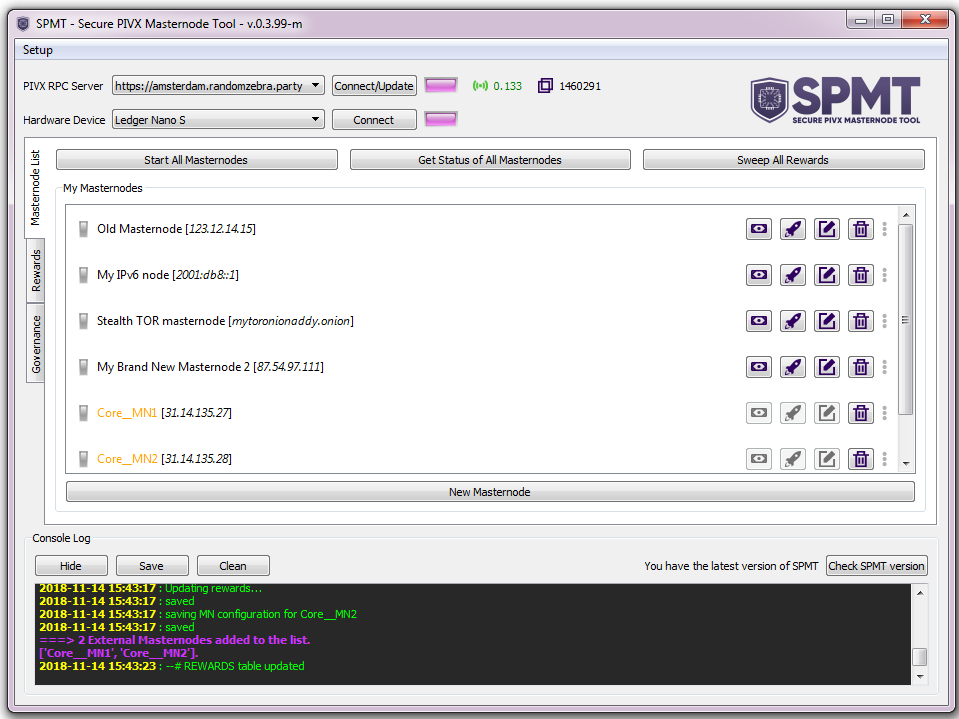 SPMT - Secure PIVX Masternode Tool - v.0.3.99-m
Setup
PIVX RPC Server https://amsterdam.randomzebra.party Connect/Update 0.133 1460291
SPMT
SECURE PIVX MASTERNODE TOOL
Hardware Device Ledger Nano S Connect
Masternode List
Rewards
Governance
Start All Masternodes Get Status of All Masternodes Sweep All Rewards
My Masternodes
Old Masternode [123.12.14.15]
My IPv6 node [2001:db8::1]
Stealth TOR masternode [mytoronionaddy.onion]
My Brand New Masternode 2 [87.54.97.111]
Core__MN1 [31.14.135.27]
Core__MN2 [31.14.135.28]
New Masternode
Console Log
Hide Save Clean You have the latest version of SPMT Check SPMT version
2018-11-14 15:43:17 : Updating rewards...
2018-11-14 15:43:17 : saved
2018-11-14 15:43:17 : saving MN configuration for Core__MN2
2018-11-14 15:43:17 : saved
===> 2 External Masternodes added to the list.
['Core__MN1', 'Core__MN2'].
2018-11-14 15:43:23 : --# REWARDS table updated